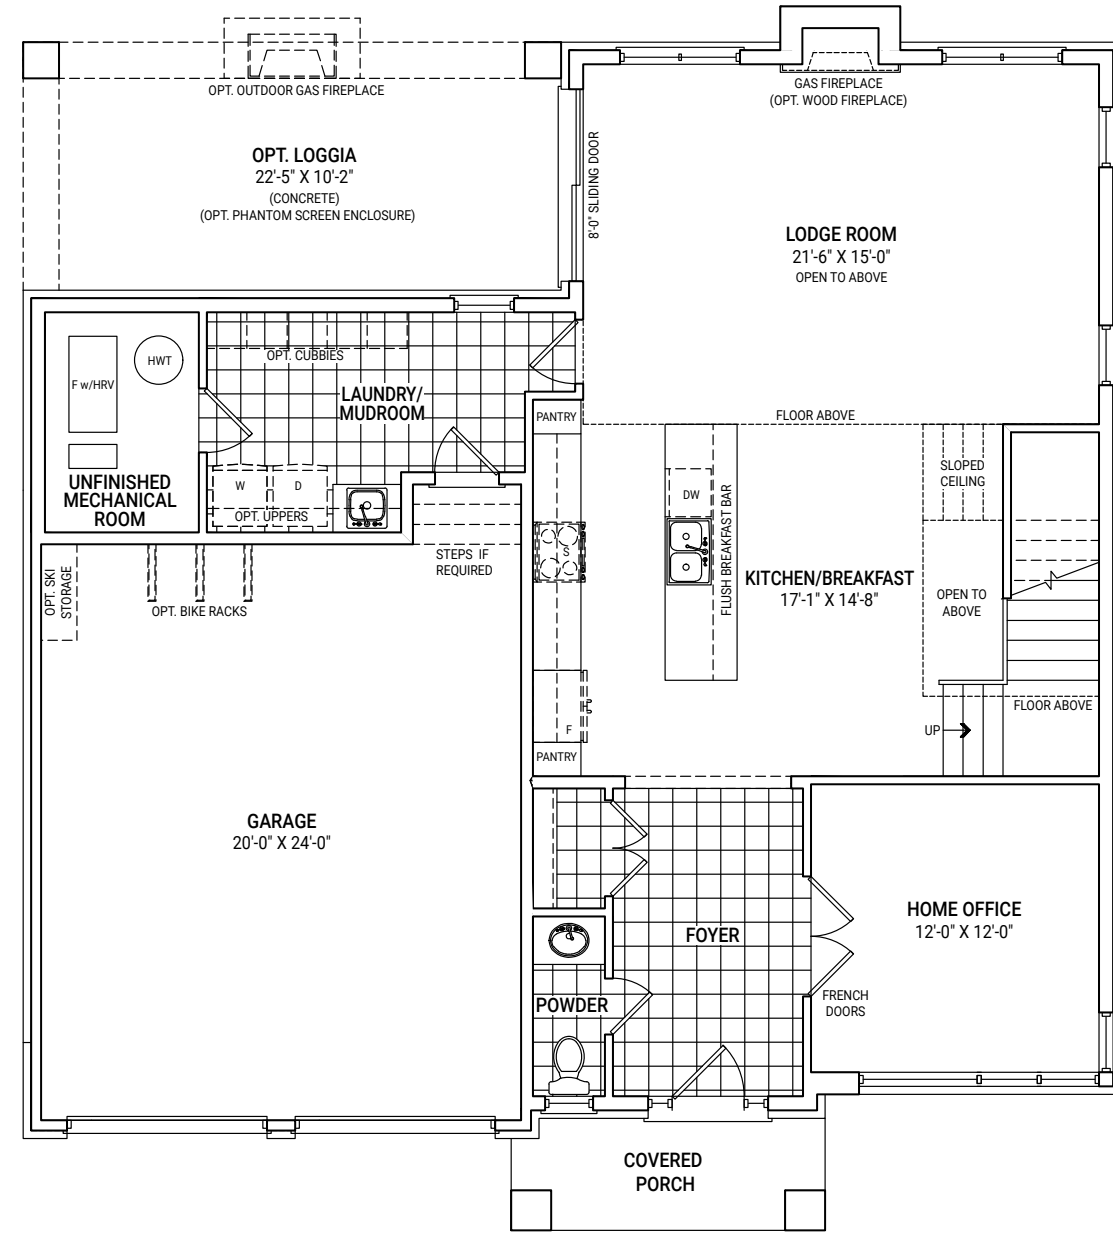 OPT. OUTDOOR GAS FIREPLACE
GAS FIREPLACE
(OPT. WOOD FIREPLACE)
OPT. LOGGIA
22'-5" X 10'-2"
(CONCRETE)
(OPT. PHANTOM SCREEN ENCLOSURE)
8'-0" SLIDING DOOR
LODGE ROOM
21'-6" X 15'-0"
OPEN TO ABOVE
HWT
F w/HRV
OPT. CUBBIES
LAUNDRY/
MUDROOM
PANTRY
FLOOR ABOVE
UNFINISHED
MECHANICAL
ROOM
W
D
OPT. UPPERS
DW
FLUSH BREAKFAST BAR
SLOPED
CEILING
STEPS IF
REQUIRED
S
KITCHEN/BREAKFAST
17'-1" X 14'-8"
OPEN TO
ABOVE
OPT. SKI
STORAGE
OPT. BIKE RACKS
FLOOR ABOVE
UP
F
PANTRY
GARAGE
20'-0" X 24'-0"
FOYER
HOME OFFICE
12'-0" X 12'-0"
FRENCH
DOORS
POWDER
COVERED
PORCH